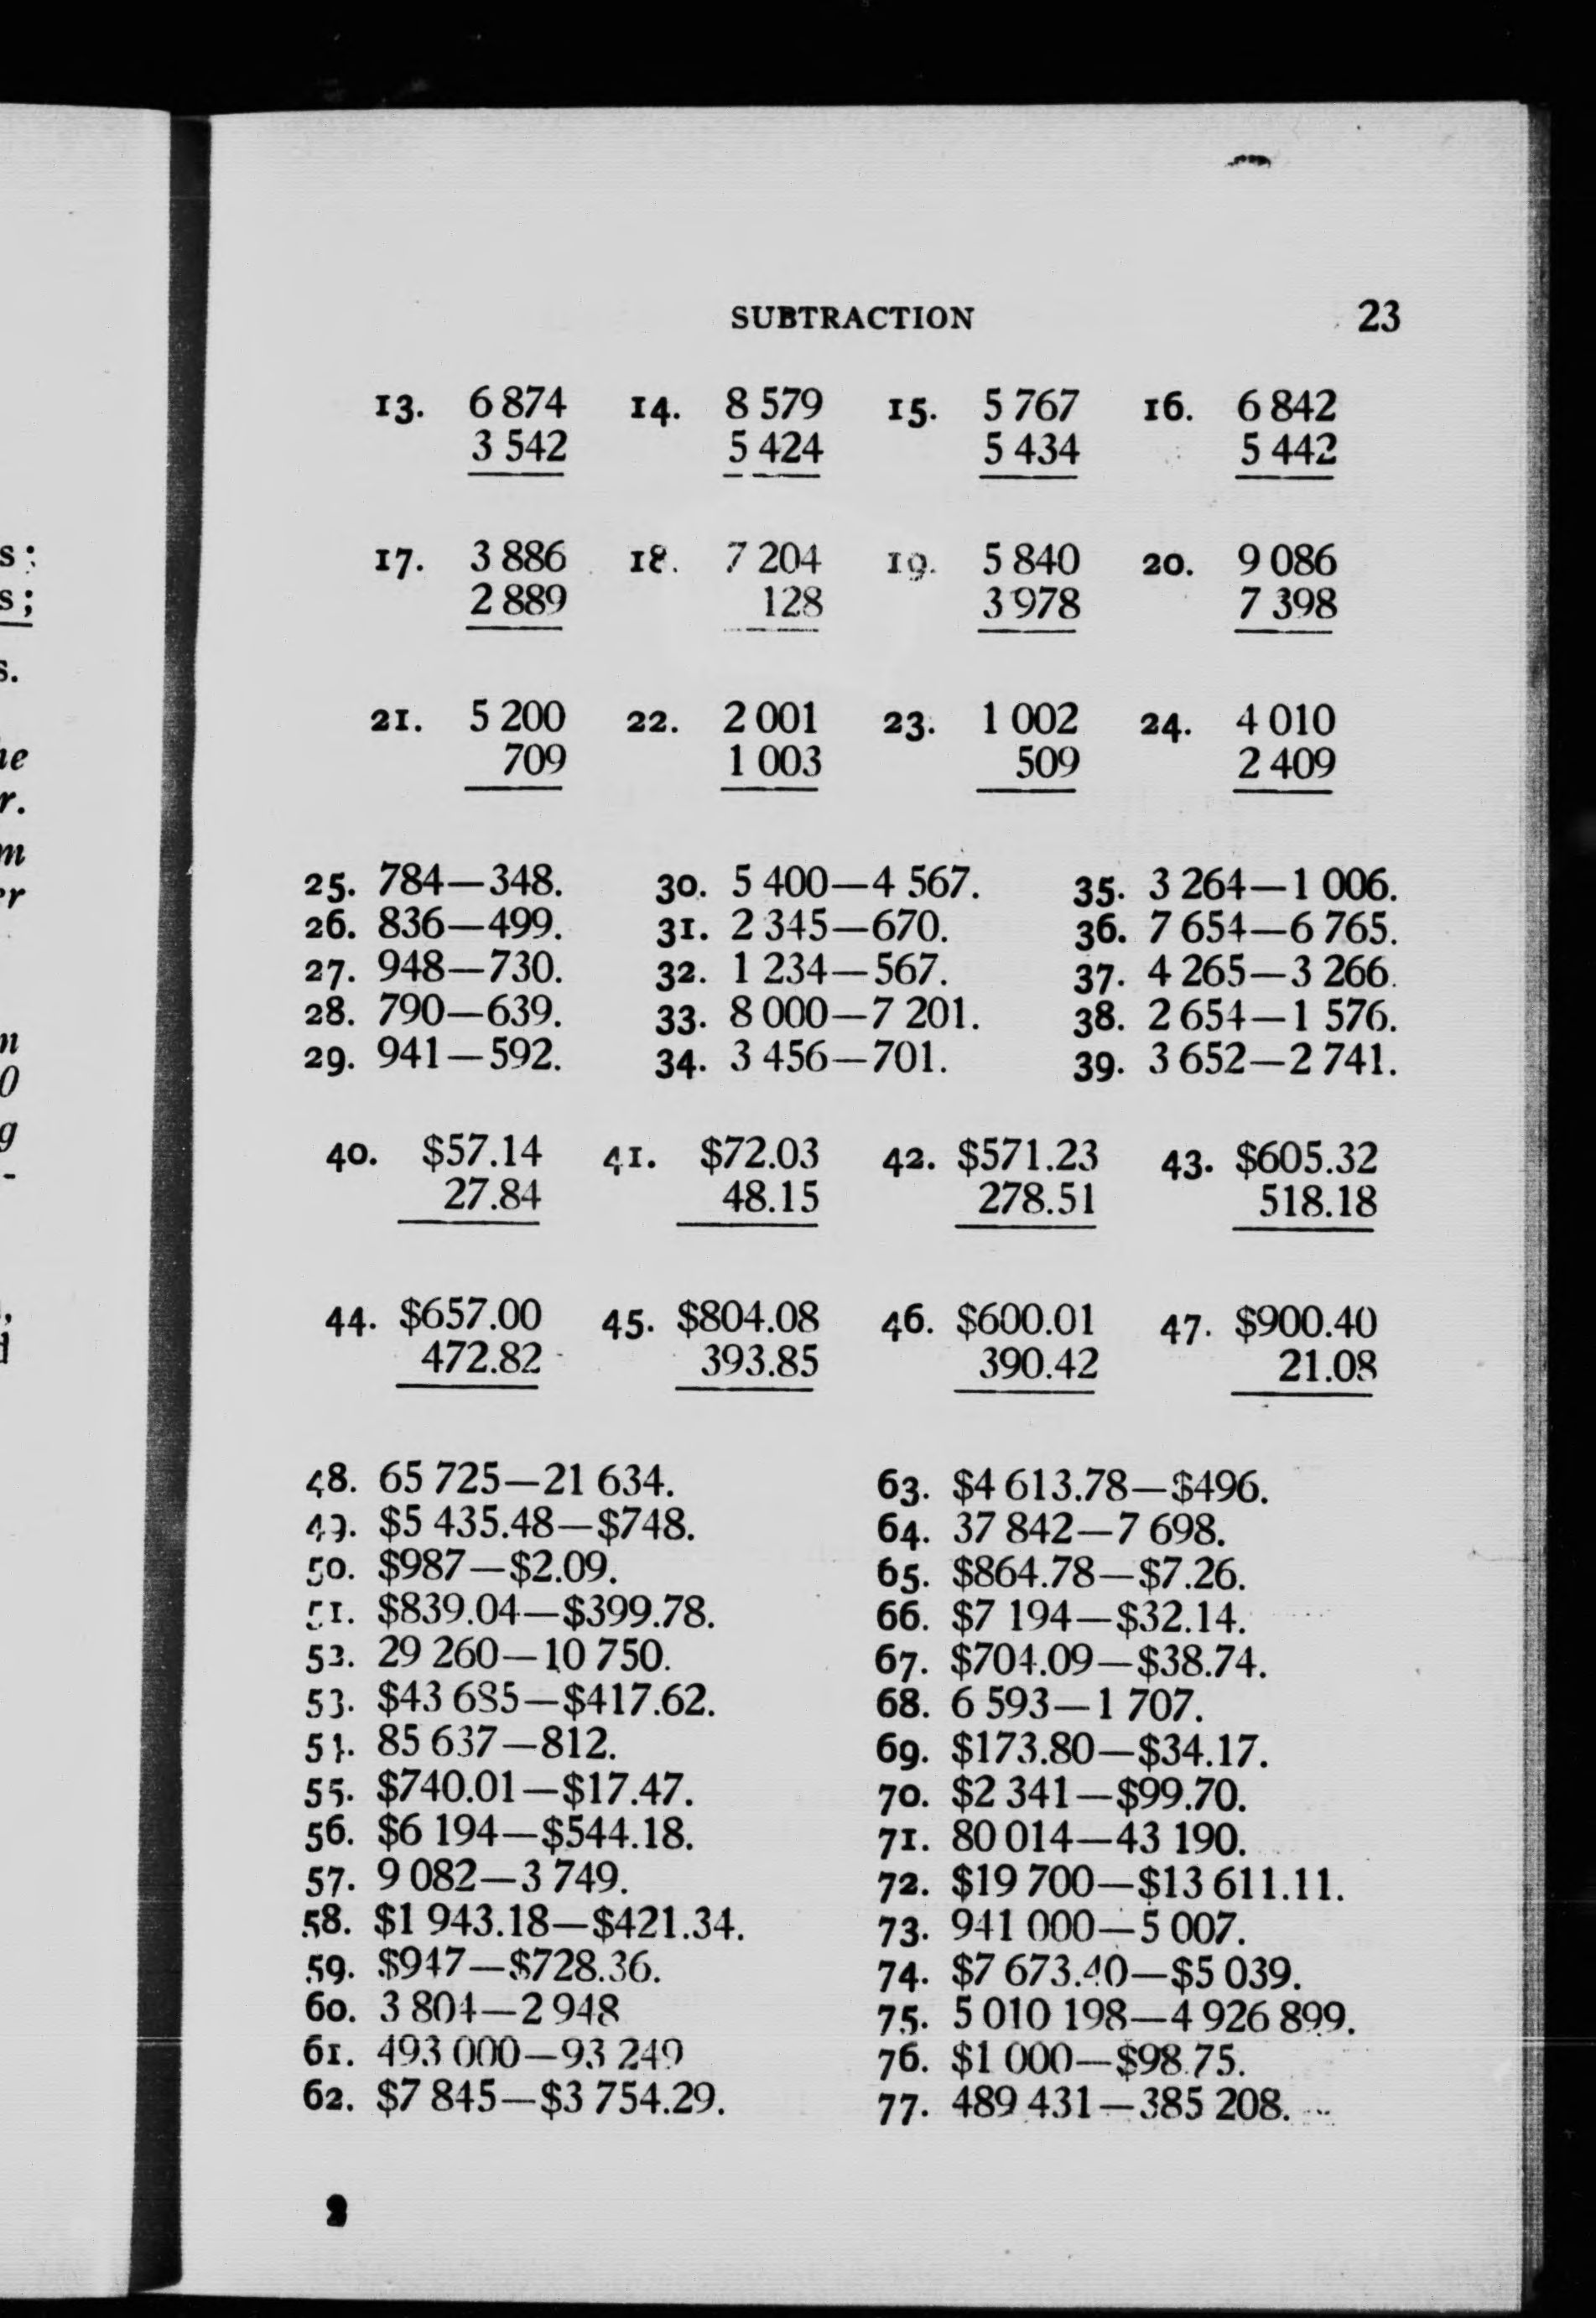 SUBTRACTION 23
13. 6 874 14. 8 579 15. 5 767 16. 6 842
3 542 5 424 5 434 5 442
17. 3 886 18. 7 204 19. 5 840 20. 9 086
2 889 128 3 978 7 398
21. 5 200 22. 2 001 23. 1 002 24. 4 010
709 1 003 509 2 409
25. 784—348. 30. 5 400—4 567. 35. 3 264—1 006.
26. 836—499. 31. 2 345—670. 36. 7 654—6 765.
27. 948—730. 32. 1 234—567. 37. 4 265—3 266.
28. 790—639. 33. 8 000—7 201. 38. 2 654—1 576.
29. 941—592. 34. 3 456—701. 39. 3 652—2 741.
40. $57.14 41. $72.03 42. $571.23 43. $605.32
27.84 48.15 278.51 518.18
44. $657.00 45. $804.08 46. $600.01 47. $900.40
472.82 393.85 390.42 21.08
48. 65 725—21 634. 63. $4 613.78—$496.
49. $5 435.48—$748. 64. 37 842—7 698.
50. $987—$2.09. 65. $864.78—$7.26.
51. $839.04—$399.78. 66. $7 194—$32.14.
52. 29 260—10 750. 67. $704.09—$38.74.
53. $43 685—$417.62. 68. 6 593—1 707.
54. 85 637—812. 69. $173.80—$34.17.
55. $740.01—$17.47. 70. $2 341—$99.70.
56. $6 194—$544.18. 71. 80 014—43 190.
57. 9 082—3 749. 72. $19 700—$13 611.11.
58. $1 943.18—$421.34. 73. 941 000—5 007.
59. $947—$728.36. 74. $7 673.40—$5 039.
60. 3 804—2 948 75. 5 010 198—4 926 899.
61. 493 000—93 249 76. $1 000—$98.75.
62. $7 845—$3 754.29. 77. 489 431—385 208.